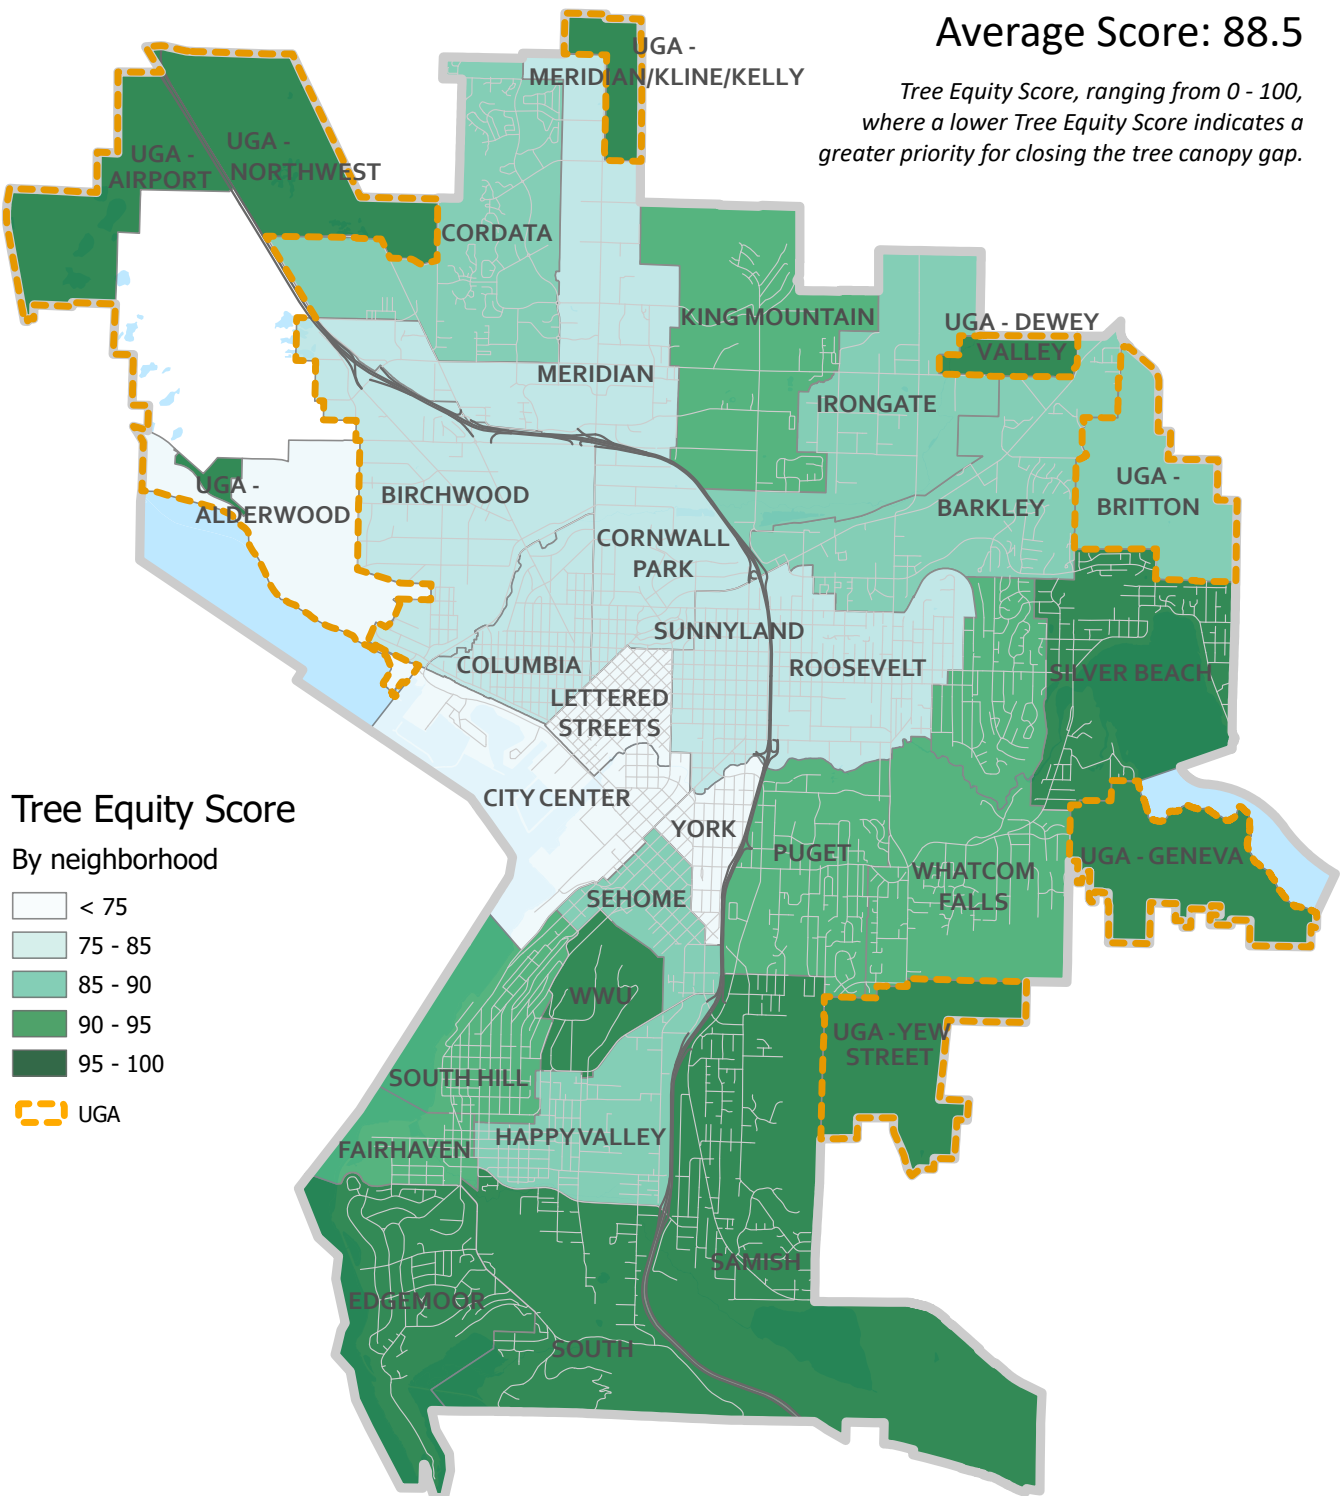 Average Score: 88.5
Tree Equity Score, ranging from 0 - 100,
where a lower Tree Equity Score indicates a
greater priority for closing the tree canopy gap.
UGA -
MERIDIAN/KLINE/KELLY
UGA -
NORTHWEST
UGA -
AIRPORT
CORDATA
KING MOUNTAIN
UGA - DEWEY
VALLEY
MERIDIAN
IRONGATE
UGA -
BRITTON
UGA -
ALDERWOOD
BIRCHWOOD
BARKLEY
CORNWALL
PARK
SUNNYLAND
COLUMBIA
ROOSEVELT
SILVER BEACH
LETTERED
STREETS
CITY CENTER
YORK
PUGET
UGA - GENEVA
WHATCOM
FALLS
SEHOME
WWU
UGA - YEW
STREET
SOUTH HILL
HAPPY VALLEY
FAIRHAVEN
SAMISH
EDGEMOOR
SOUTH
Tree Equity Score
By neighborhood
< 75
75 - 85
85 - 90
90 - 95
95 - 100
UGA